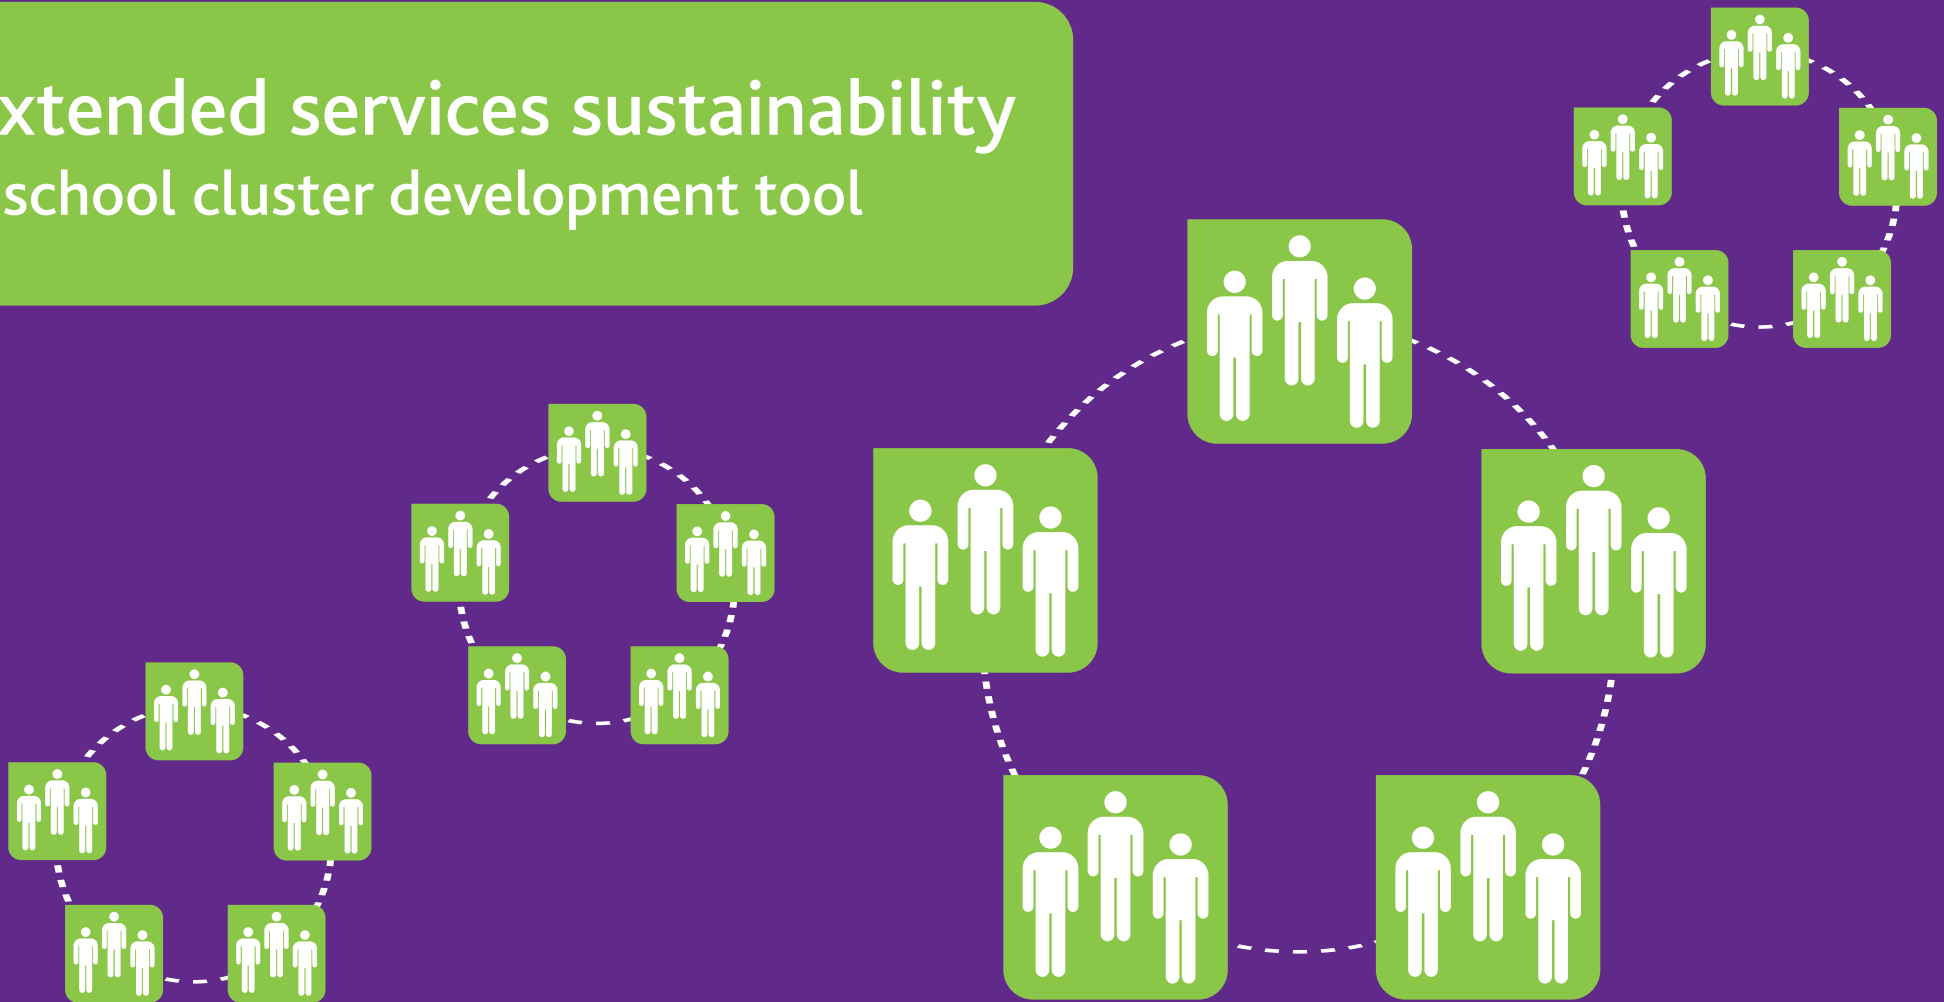 xtended services sustainability
school cluster development tool